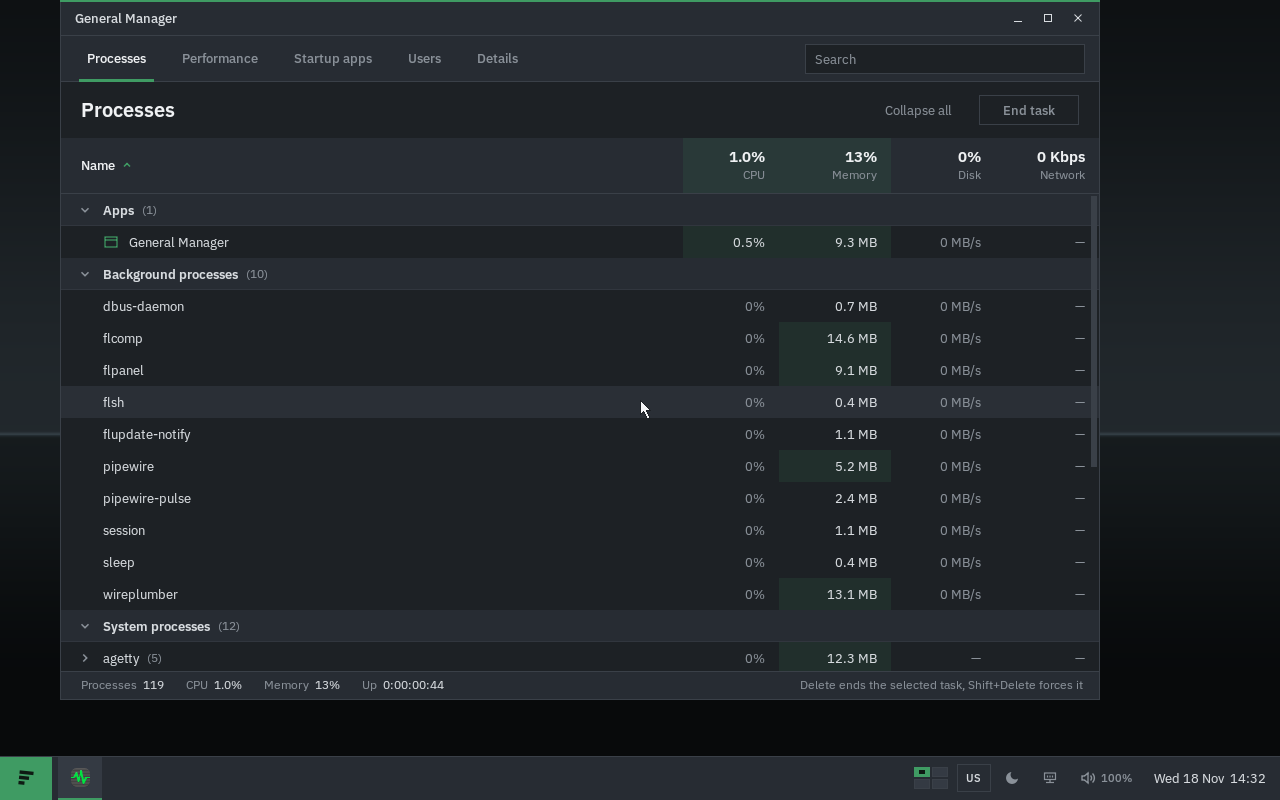 General Manager
Processes Performance Startup apps Users Details Search
Processes Collapse all End task
Name 1.0% CPU 13% Memory 0% Disk 0 Kbps Network
Apps (1)
General Manager 0.5% 9.3 MB 0 MB/s —
Background processes (10)
dbus-daemon 0% 0.7 MB 0 MB/s —
flcomp 0% 14.6 MB 0 MB/s —
flpanel 0% 9.1 MB 0 MB/s —
flsh 0% 0.4 MB 0 MB/s —
flupdate-notify 0% 1.1 MB 0 MB/s —
pipewire 0% 5.2 MB 0 MB/s —
pipewire-pulse 0% 2.4 MB 0 MB/s —
session 0% 1.1 MB 0 MB/s —
sleep 0% 0.4 MB 0 MB/s —
wireplumber 0% 13.1 MB 0 MB/s —
System processes (12)
agetty (5) 0% 12.3 MB — —
Processes 119 CPU 1.0% Memory 13% Up 0:00:00:44 Delete ends the selected task, Shift+Delete forces it
US 100% Wed 18 Nov 14:32